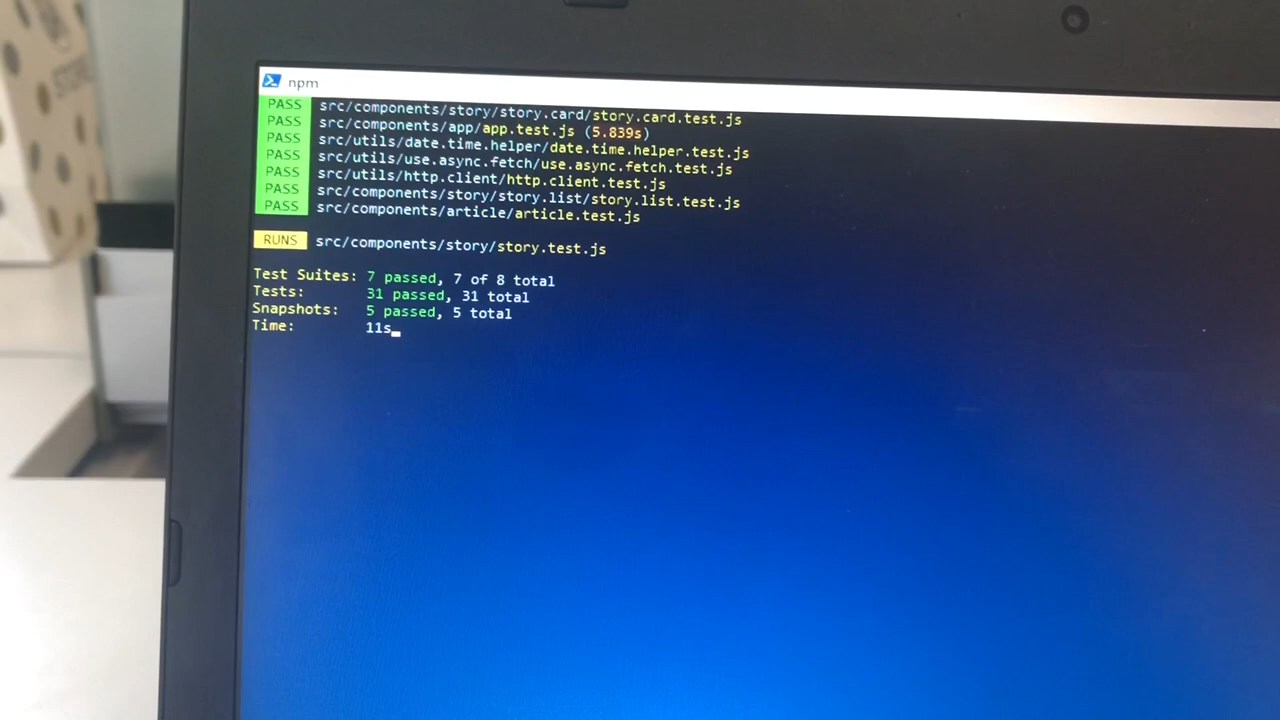 STORE
npm
PASS src/components/story/story.card/story.card.test.js
PASS src/components/app/app.test.js (5.839s)
PASS src/utils/date.time.helper/date.time.helper.test.js
PASS src/utils/use.async.fetch/use.async.fetch.test.js
PASS src/utils/http.client/http.client.test.js
PASS src/components/story/story.list/story.list.test.js
PASS src/components/article/article.test.js
RUNS src/components/story/story.test.js
Test Suites: 7 passed, 7 of 8 total
Tests: 31 passed, 31 total
Snapshots: 5 passed, 5 total
Time: 11s